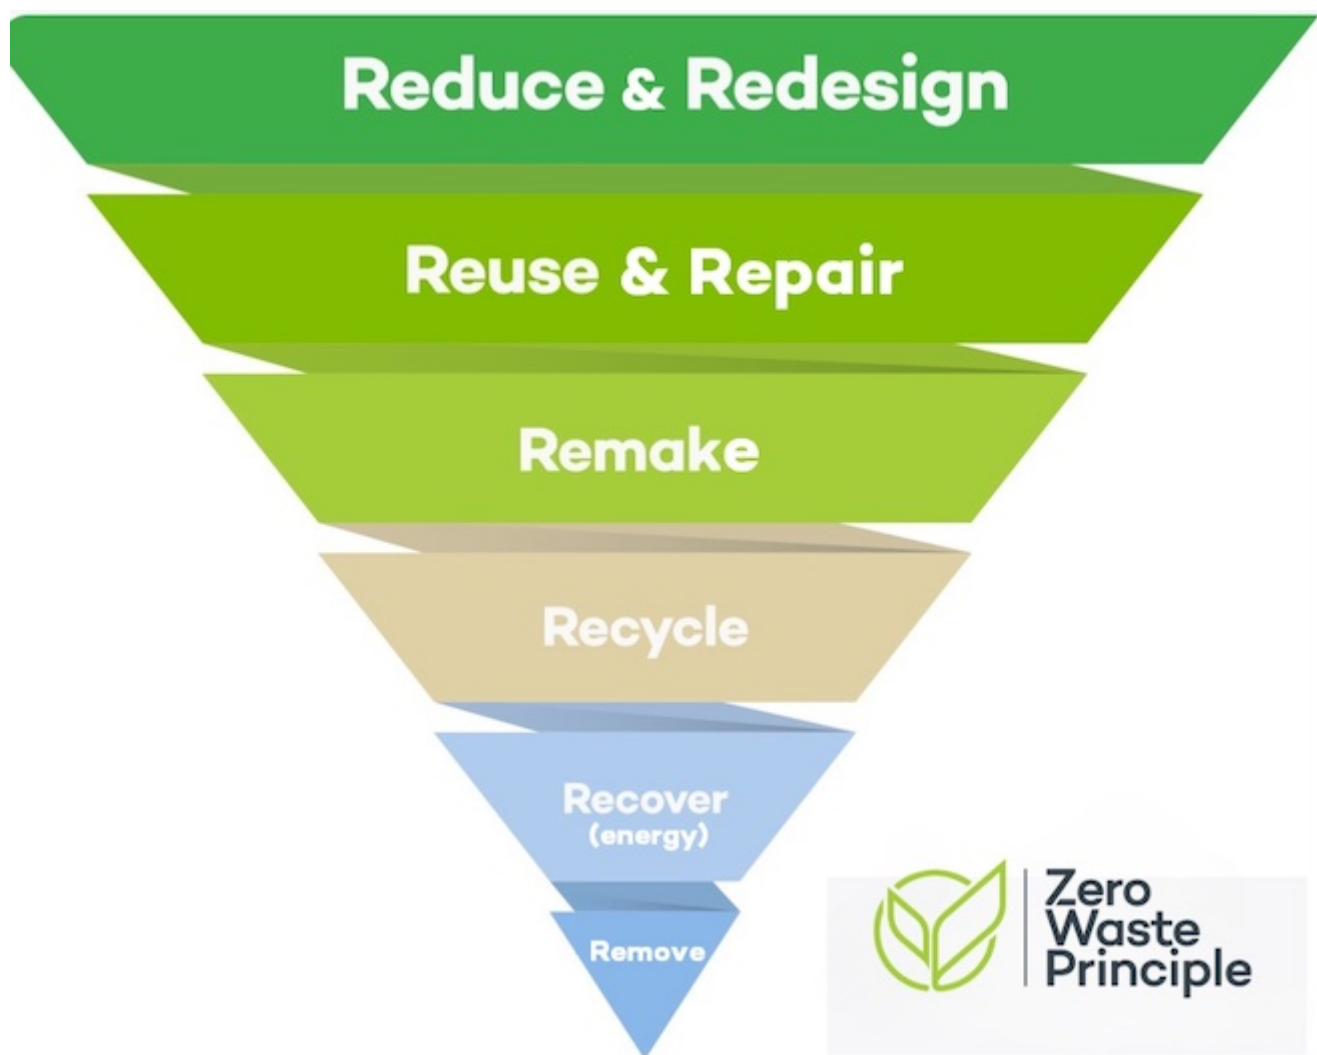 Reduce & Redesign
Reuse & Repair
Remake
Recycle
Recover
(energy)
Remove
Zero
Waste
Principle